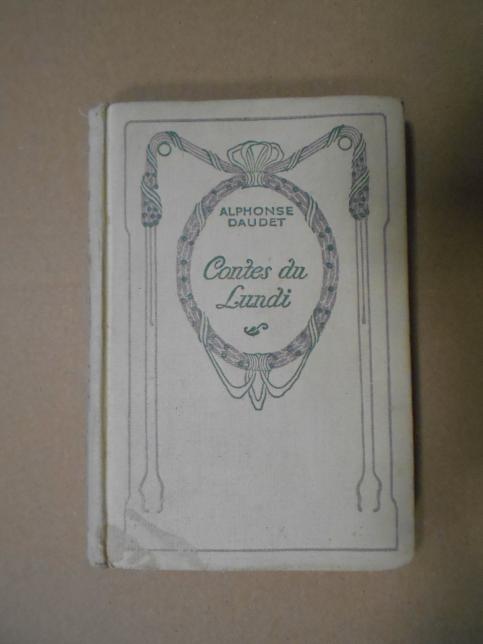 ALPHONSE
DAUDET
Contes du
Lundi